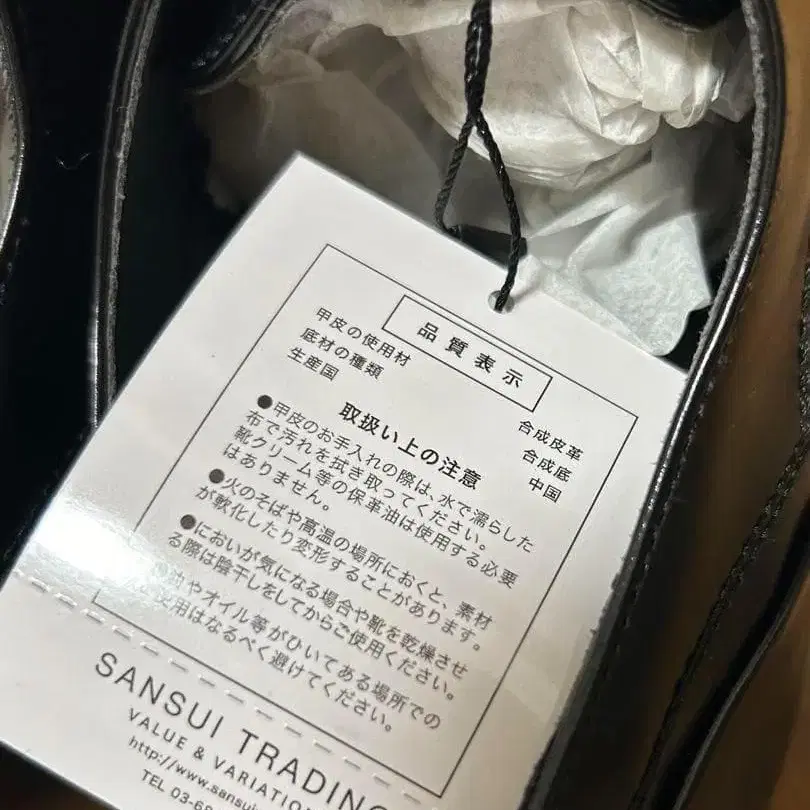 品質表示
甲皮の使用材 合成皮革
底材の種類 合成底
生産国 中国
取扱い上の注意
●甲皮のお手入れの際は、水で濡らした
布で汚れを拭き取ってください。
靴クリーム等の保革油は使用する必要
はありません。
●火のそばや高温の場所におくと、素材
が軟化したり変形することがあります。
●においが気になる場合や靴を乾燥させ
る際は陰干しをしてからご使用ください。
油やオイル等がひいてある場所での
用はなるべく避けてください。
SANSUI TRADING
VALUE & VARIATION
http://www.sansui
TEL 03-68